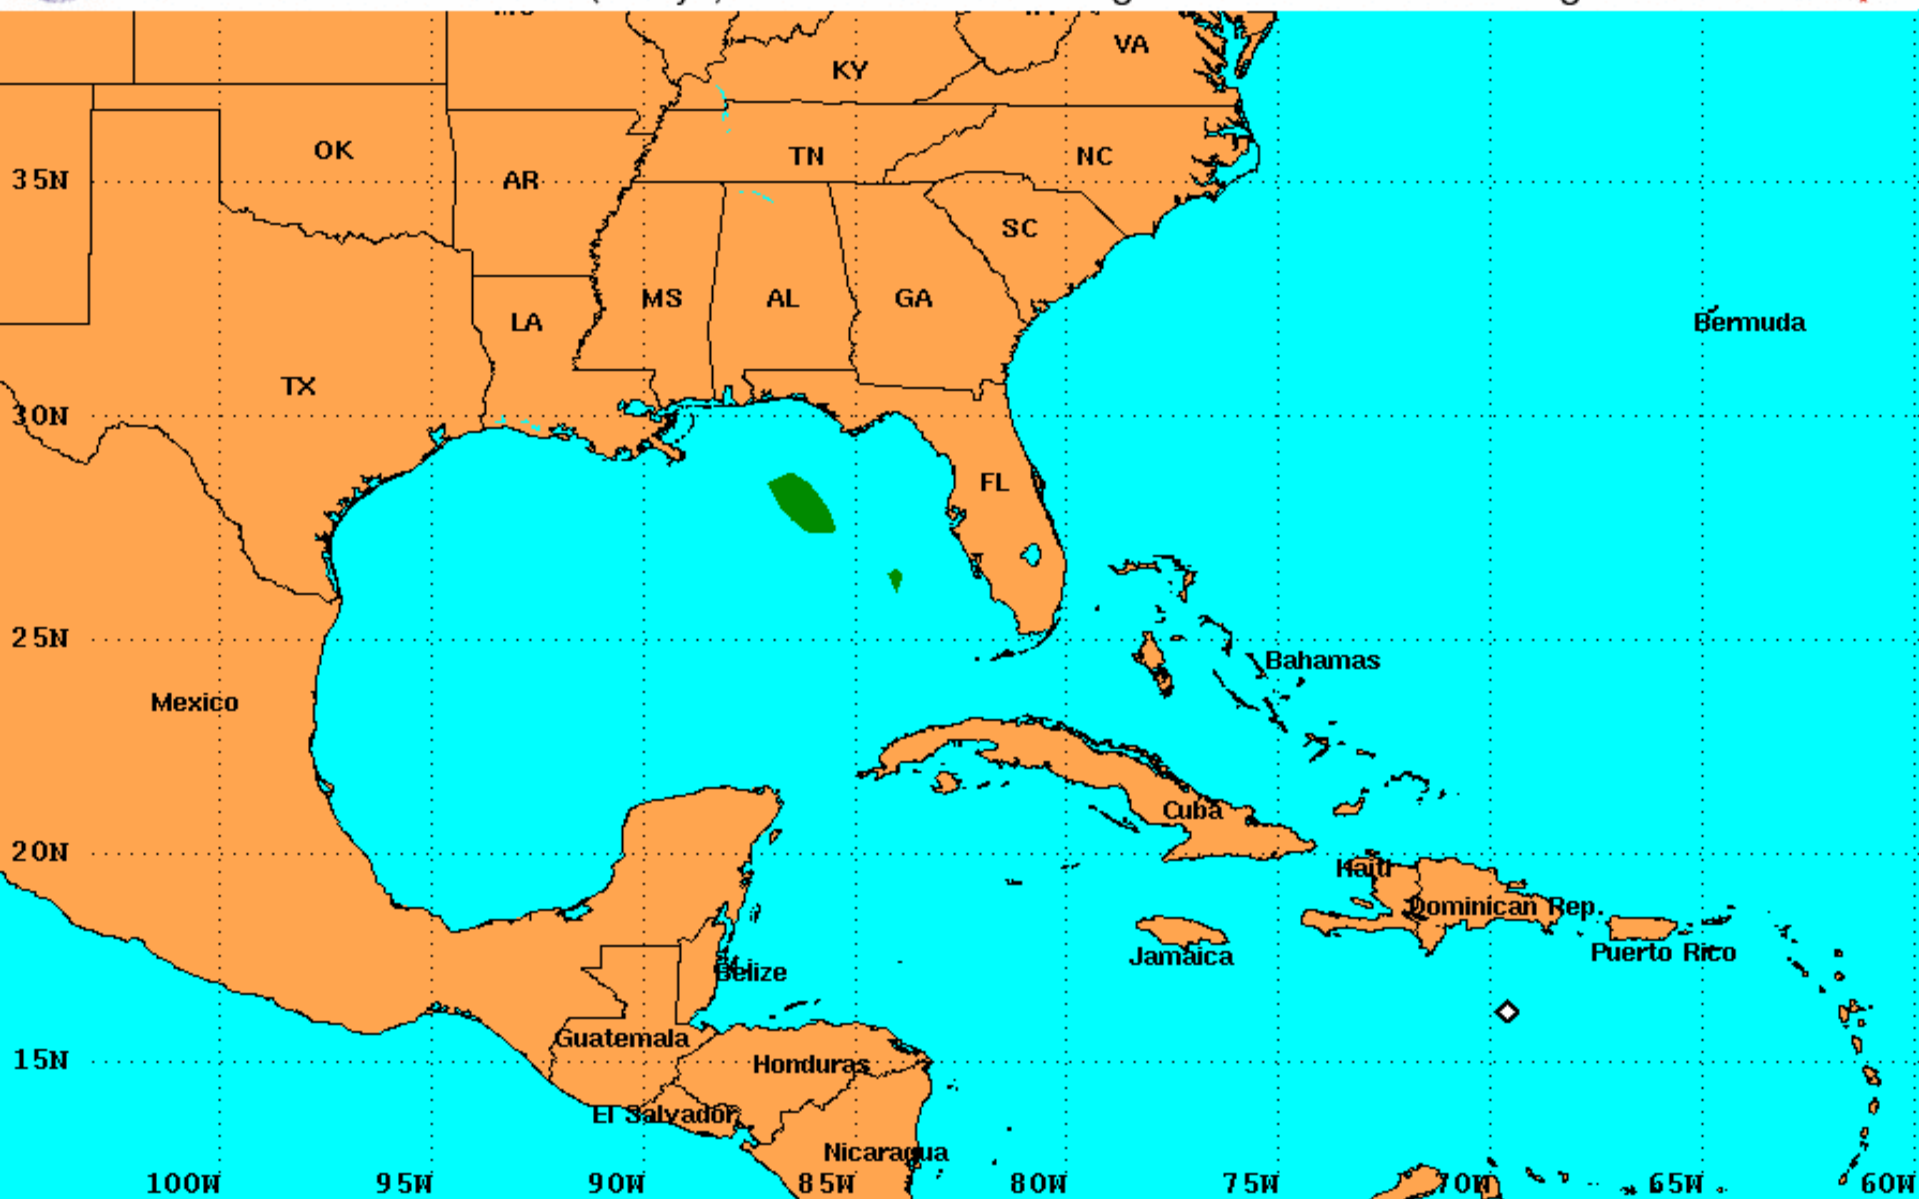 VA
KY
OK
TN
NC
AR
35N
SC
MS
AL
GA
LA
Bermuda
TX
30N
FL
25N
Bahamas
Mexico
Cuba
20N
Haiti
Dominican Rep.
Puerto Rico
Jamaica
Belize
Guatemala
Honduras
15N
El Salvador
Nicaragua
100W 95W 90W 85W 80W 75W 70W 65W 60W